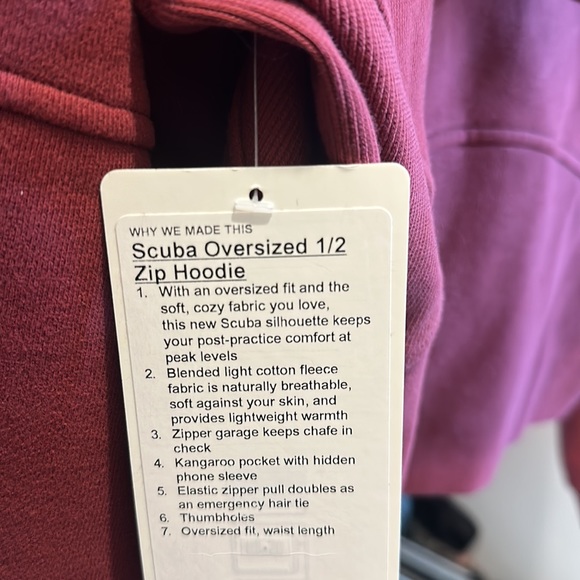 WHY WE MADE THIS
Scuba Oversized 1/2
Zip Hoodie
1. With an oversized fit and the
soft, cozy fabric you love,
this new Scuba silhouette keeps
your post-practice comfort at
peak levels
2. Blended light cotton fleece
fabric is naturally breathable,
soft against your skin, and
provides lightweight warmth
3. Zipper garage keeps chafe in
check
4. Kangaroo pocket with hidden
phone sleeve
5. Elastic zipper pull doubles as
an emergency hair tie
6. Thumbholes
7. Oversized fit, waist length